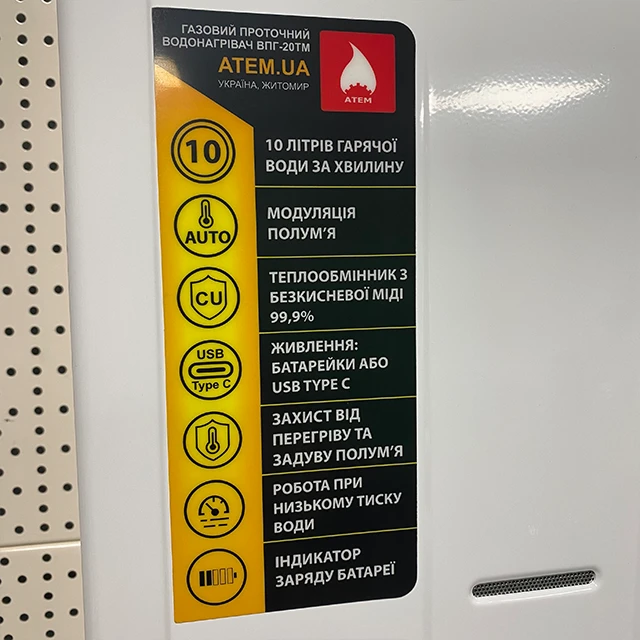 ГАЗОВИЙ ПРОТОЧНИЙ
ВОДОНАГРІВАЧ ВПГ-20ТМ
ATEM.UA
УКРАЇНА, ЖИТОМИР
ATEM
10
10 ЛІТРІВ ГАРЯЧОЇ
ВОДИ ЗА ХВИЛИНУ
AUTO
МОДУЛЯЦІЯ
ПОЛУМ'Я
CU
ТЕПЛООБМІННИК З
БЕЗКИСНЕВОЇ МІДІ
99,9%
USB
Type C
ЖИВЛЕННЯ:
БАТАРЕЙКИ АБО
USB TYPE C
ЗАХИСТ ВІД
ПЕРЕГРІВУ ТА
ЗАДУВУ ПОЛУМ'Я
РОБОТА ПРИ
НИЗЬКОМУ ТИСКУ
ВОДИ
ІНДИКАТОР
ЗАРЯДУ БАТАРЕЇ